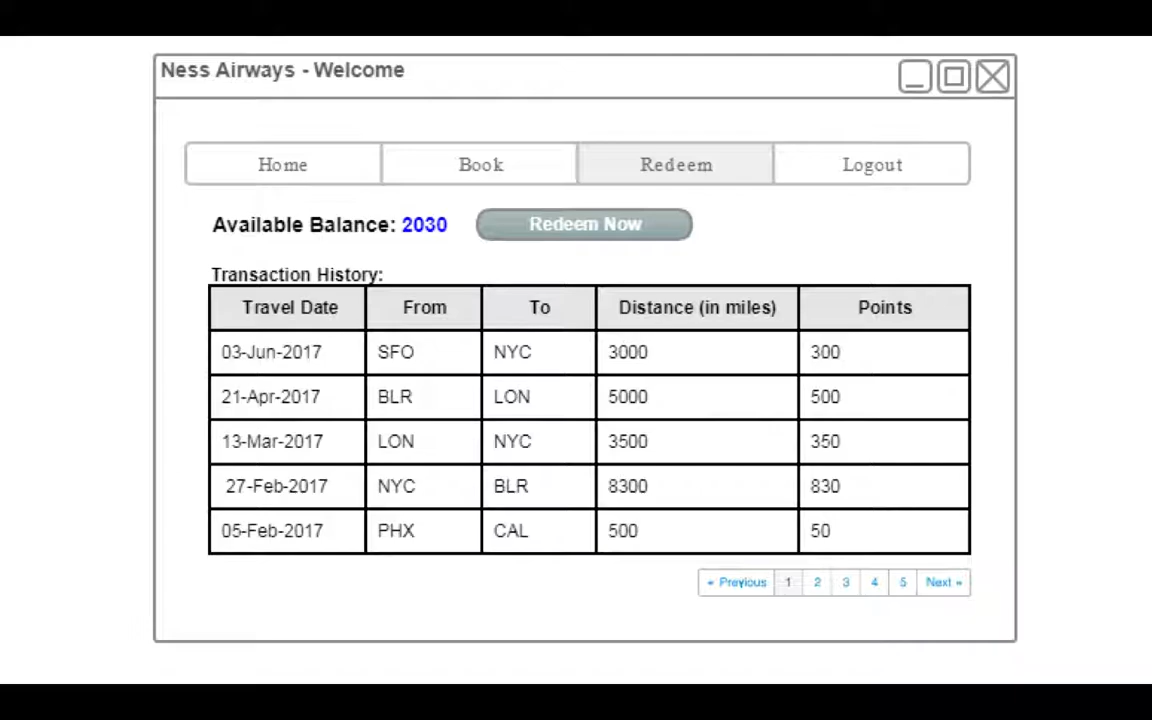 Ness Airways - Welcome
Home Book Redeem Logout
Available Balance: 2030 Redeem Now
Transaction History:
Travel Date From To Distance (in miles) Points
03-Jun-2017 SFO NYC 3000 300
21-Apr-2017 BLR LON 5000 500
13-Mar-2017 LON NYC 3500 350
27-Feb-2017 NYC BLR 8300 830
05-Feb-2017 PHX CAL 500 50
« Previous 1 2 3 4 5 Next »